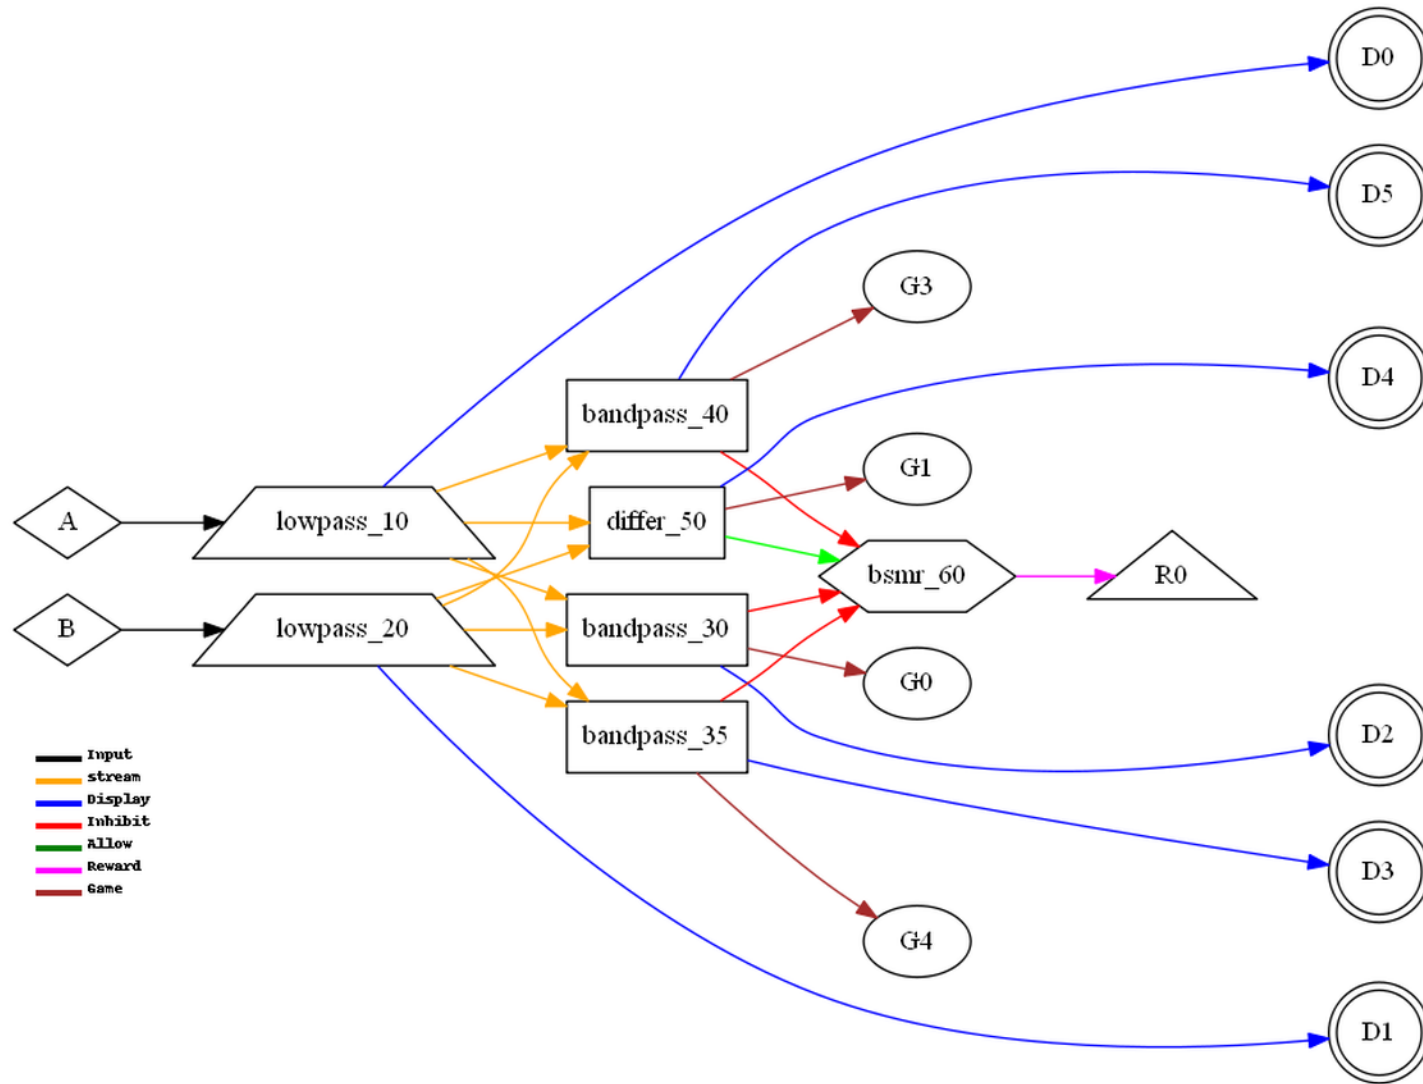 D0
D5
G3
D4
bandpass_40
G1
A
lowpass_10
differ_50
bsmr_60
R0
B
lowpass_20
bandpass_30
G0
bandpass_35
D2
Input
stream
Display
Inhibit
Allow
Reward
Game
D3
G4
D1